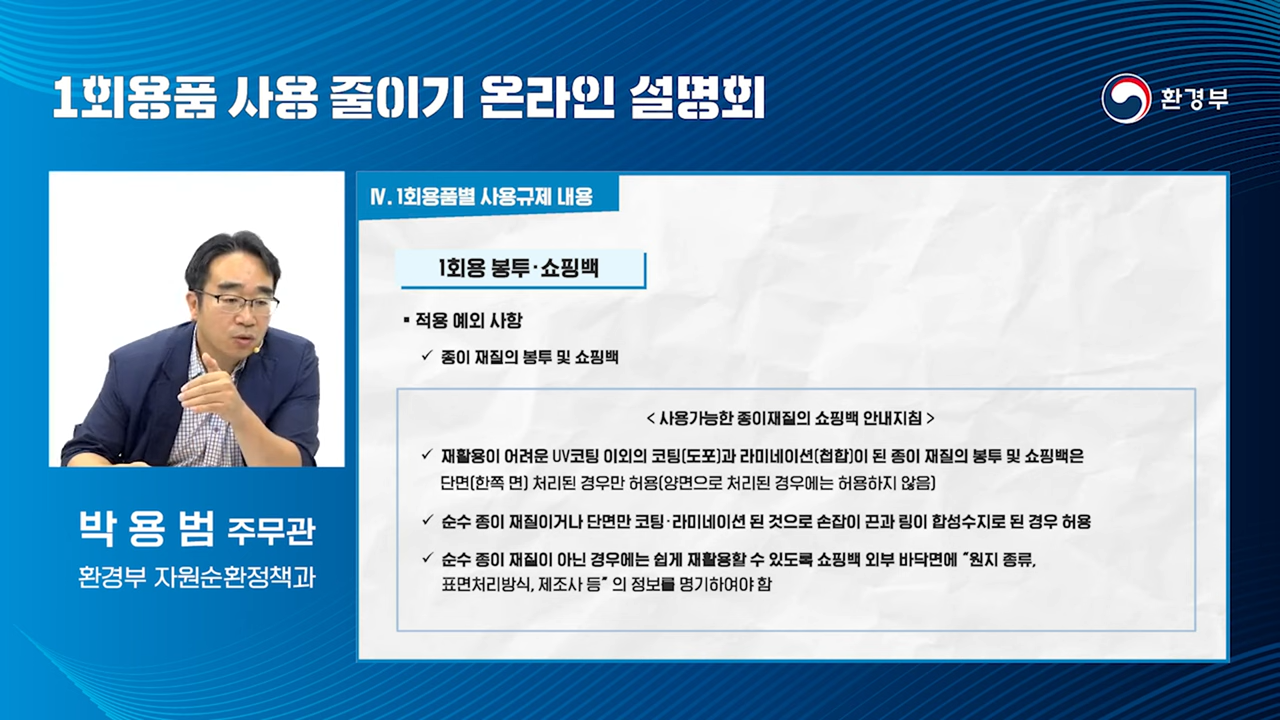 1회용품 사용 줄이기 온라인 설명회
환경부
Ⅳ. 1회용품별 사용규제 내용
1회용 봉투·쇼핑백
▪ 적용 예외 사항
✓ 종이 재질의 봉투 및 쇼핑백
< 사용가능한 종이재질의 쇼핑백 안내지침 >
✓ 재활용이 어려운 UV코팅 이외의 코팅(도포)과 라미네이션(첩합)이 된 종이 재질의 봉투 및 쇼핑백은
단면(한쪽 면) 처리된 경우만 허용(양면으로 처리된 경우에는 허용하지 않음)
✓ 순수 종이 재질이거나 단면만 코팅·라미네이션 된 것으로 손잡이 끈과 링이 합성수지로 된 경우 허용
✓ 순수 종이 재질이 아닌 경우에는 쉽게 재활용할 수 있도록 쇼핑백 외부 바닥면에 "원지 종류,
표면처리방식, 제조사 등" 의 정보를 명기하여야 함
박 용 범 주무관
환경부 자원순환정책과